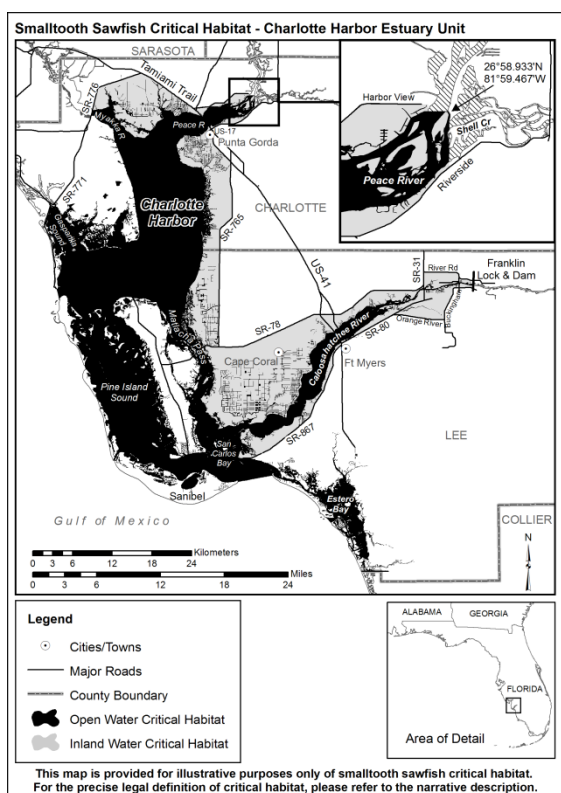 Smalltooth Sawfish Critical Habitat - Charlotte Harbor Estuary Unit
SARASOTA
Tamiami Trail
SR-776
Myakka R
Peace R
US-17
Punta Gorda
26°58.933'N
81°59.467'W
Harbor View
Shell Cr
Peace River
Riverside
SR-771
Charlotte
Harbor
CHARLOTTE
SR-765
Gasparilla
Sound
US-41
SR-31
River Rd
Franklin
Lock & Dam
Buckingham
Orange River
SR-78
SR-80
Matlacha Pass
Cape Coral
Caloosahatchee River
Ft Myers
Pine Island
Sound
SR-867
LEE
San
Carlos
Bay
Sanibel
Estero
Bay
Gulf of Mexico
COLLIER
N
Kilometers
0 3 6 12 18 24
Miles
0 3 6 12 18 24
Legend
Cities/Towns
Major Roads
County Boundary
Open Water Critical Habitat
Inland Water Critical Habitat
ALABAMA
GEORGIA
FLORIDA
Area of Detail
This map is provided for illustrative purposes only of smalltooth sawfish critical habitat.
For the precise legal definition of critical habitat, please refer to the narrative description.